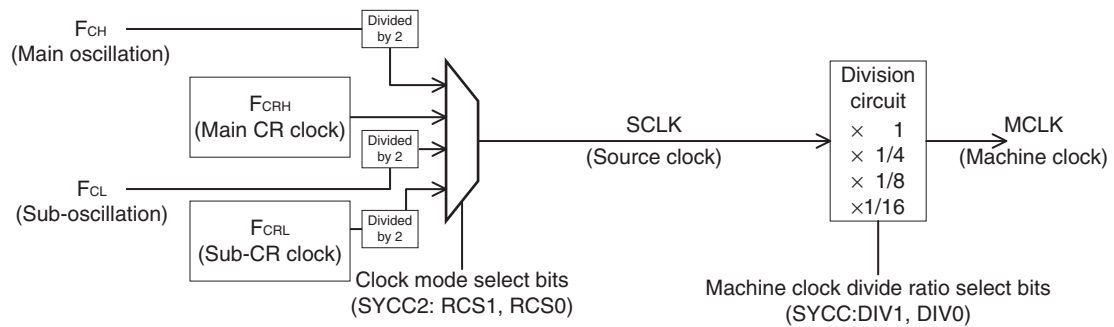 FCH
(Main oscillation)
Divided
by 2
FCRH
(Main CR clock)
Divided
by 2
FCL
(Sub-oscillation)
FCRL
(Sub-CR clock)
Divided
by 2
Clock mode select bits
(SYCC2: RCS1, RCS0)
SCLK
(Source clock)
Division
circuit
× 1
× 1/4
× 1/8
×1/16
MCLK
(Machine clock)
Machine clock divide ratio select bits
(SYCC:DIV1, DIV0)